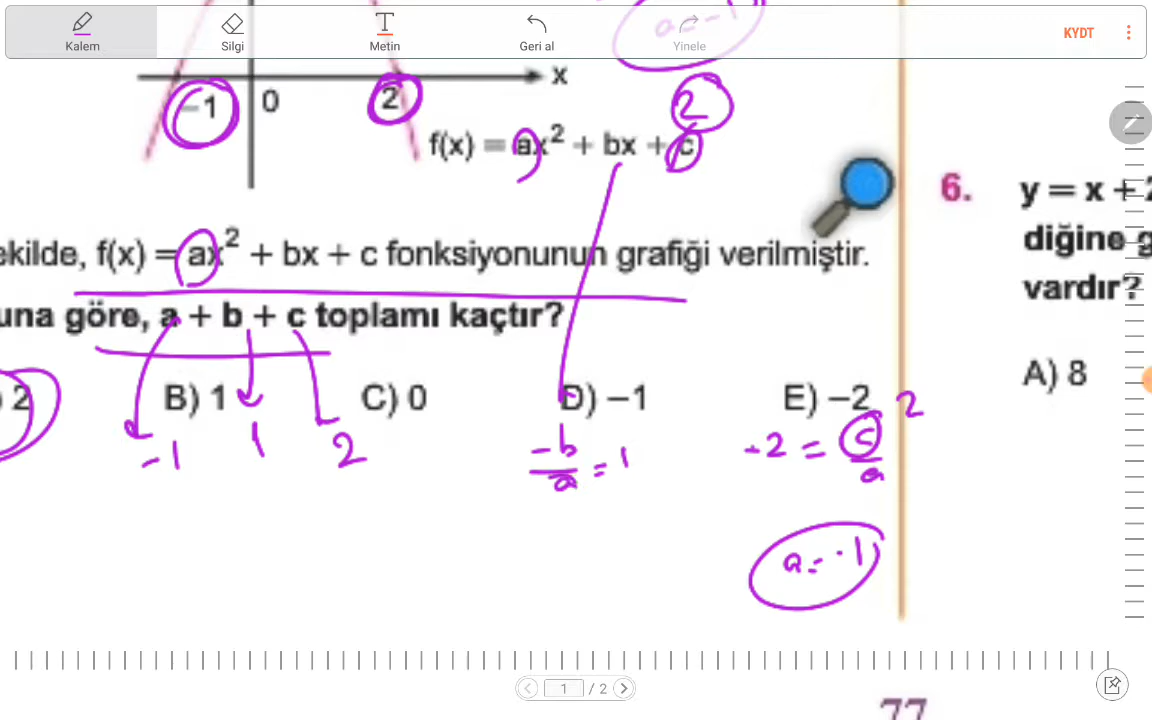 Kalem Silgi Metin Geri al Yinele KYDT
a = -1
x
-1 0 2 2
f(x) = ax² + bx + c
6. y = x + 2
ekilde, f(x) = ax² + bx + c fonksiyonunun grafiği verilmiştir.
diğine g
vardır?
una göre, a + b + c toplamı kaçtır?
A) 8
2 B) 1 C) 0 D) −1 E) −2 2
-1 1 2 -b/a = 1 -2 = c/a
a = -1
1 / 2
77